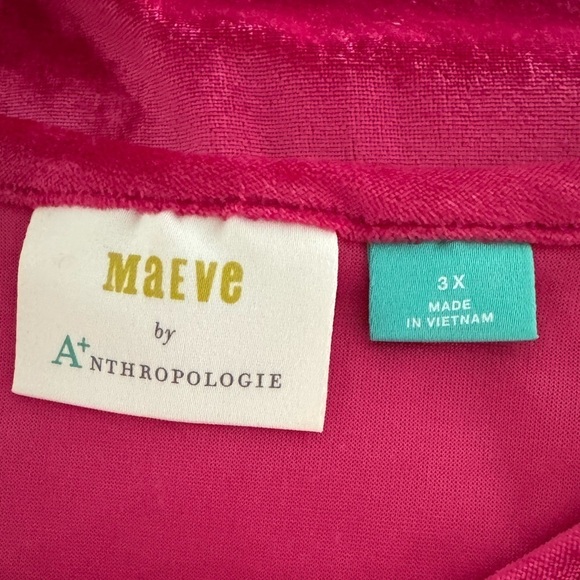 MaEVe
by
A+NTHROPOLOGIE
3X
MADE
IN VIETNAM